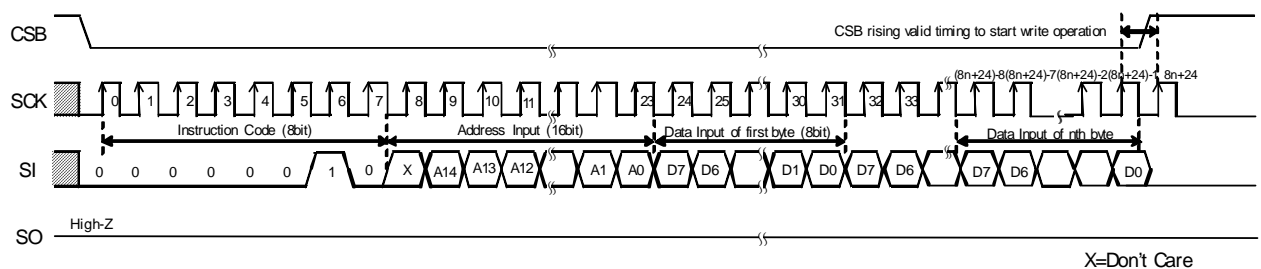 CSB
CSB rising valid timing to start write operation
SCK
0 1 2 3 4 5 6 7 8 9 10 11 23 24 25 30 31 32 33 (8n+24)-8 (8n+24)-7 (8n+24)-2 (8n+24)-1 8n+24
Instruction Code (8bit) Address Input (16bit) Data Input of first byte (8bit) Data Input of nth byte
SI
0 0 0 0 0 0 1 0 X A14 A13 A12 A1 A0 D7 D6 D1 D0 D7 D6 D7 D6 D0
High-Z
SO
X=Don't Care